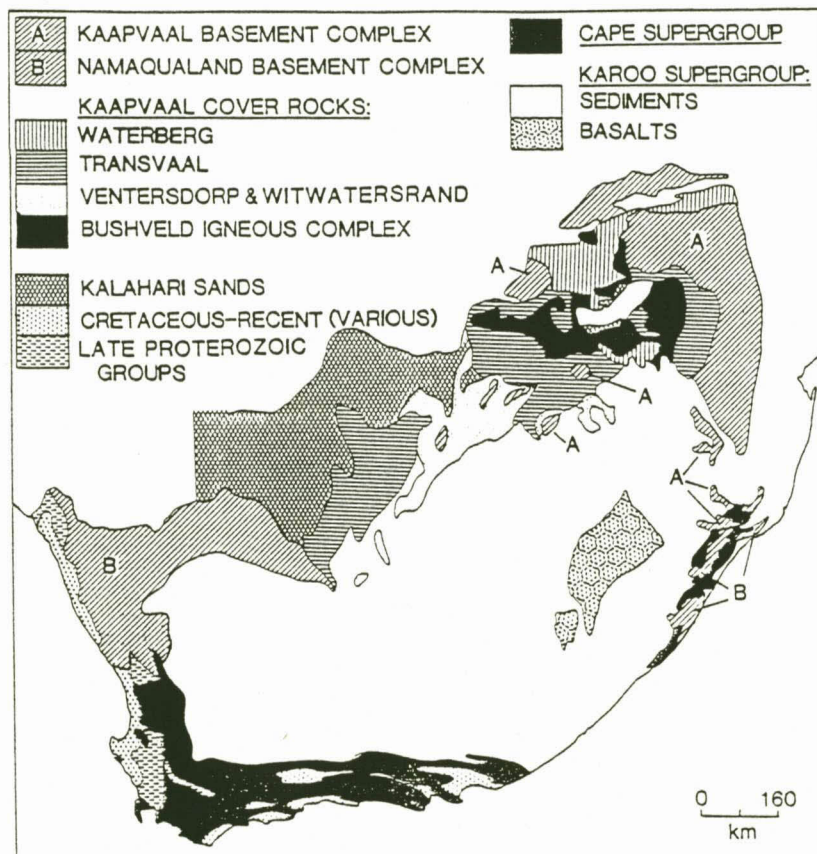 A KAAPVAAL BASEMENT COMPLEX
B NAMAQUALAND BASEMENT COMPLEX
KAAPVAAL COVER ROCKS:
WATERBERG
TRANSVAAL
VENTERSDORP & WITWATERSRAND
BUSHVELD IGNEOUS COMPLEX
KALAHARI SANDS
CRETACEOUS-RECENT (VARIOUS)
LATE PROTEROZOIC
GROUPS
CAPE SUPERGROUP
KAROO SUPERGROUP:
SEDIMENTS
BASALTS
A
A
A
A
A
B
B
0 160
km